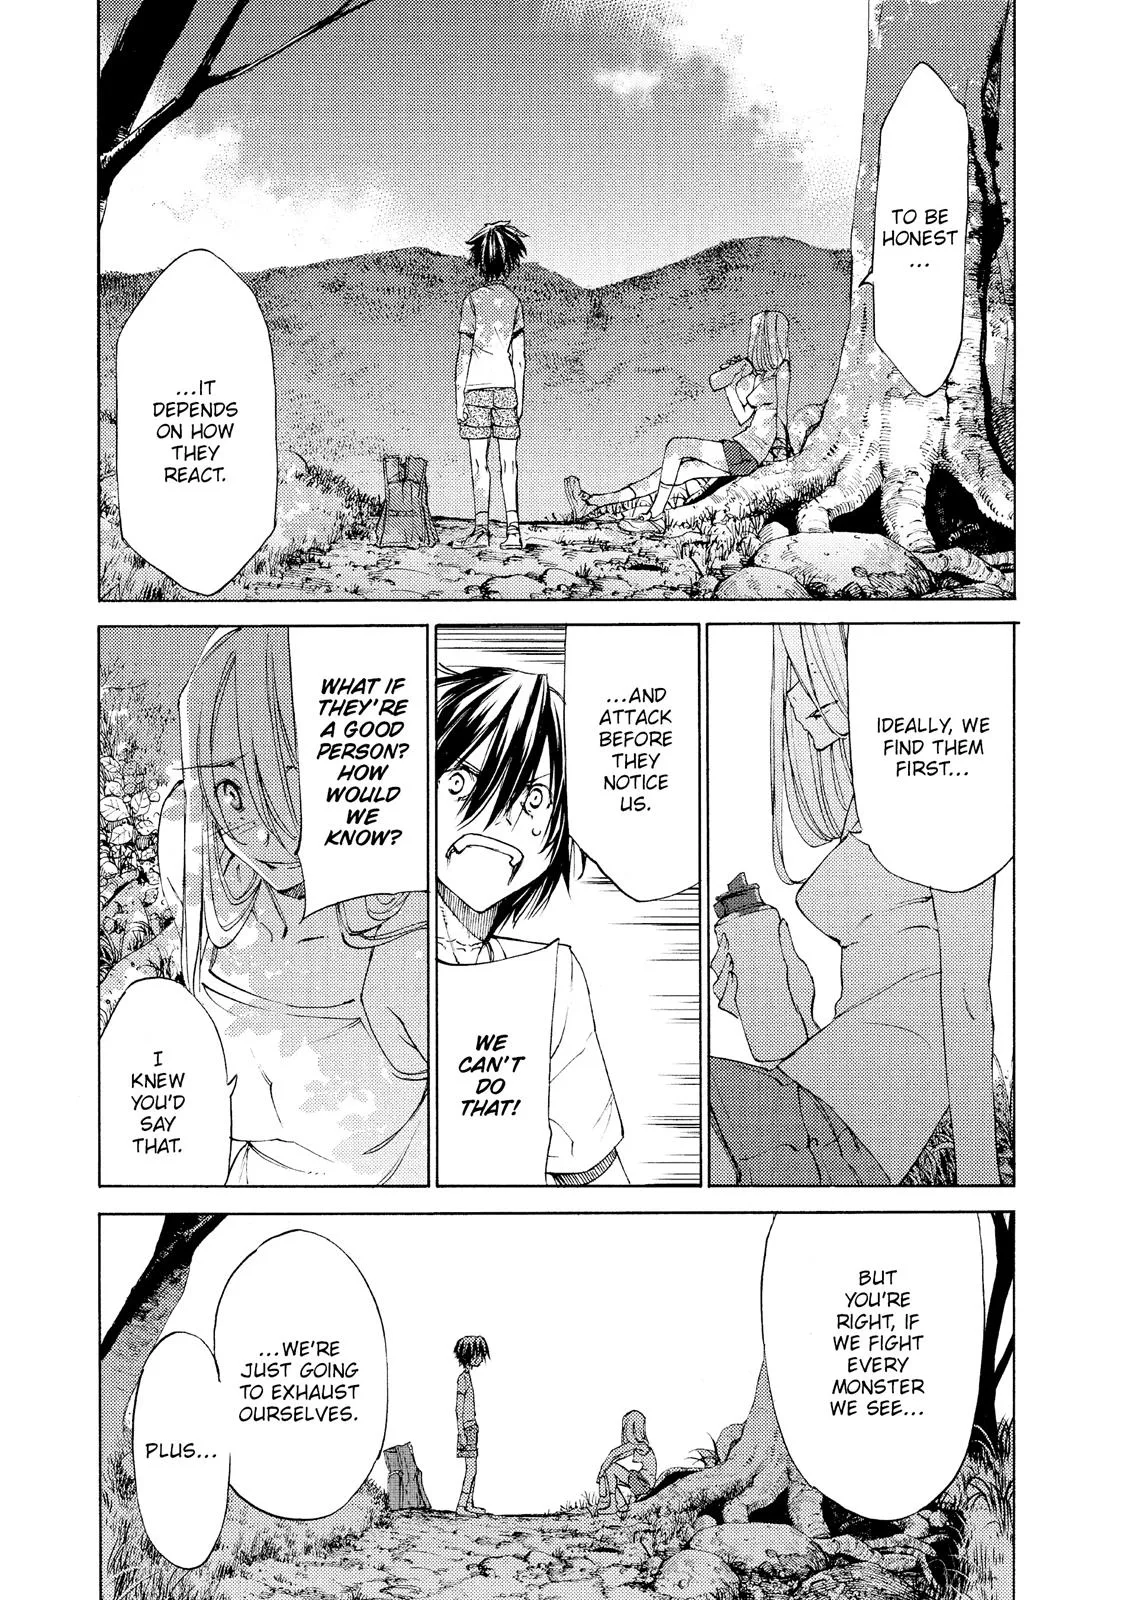 TO BE
HONEST
...
...IT
DEPENDS
ON HOW
THEY
REACT.
IDEALLY, WE
FIND THEM
FIRST...
...AND
ATTACK
BEFORE
THEY
NOTICE
US.
WE
CAN'T
DO
THAT!
WHAT IF
THEY'RE
A GOOD
PERSON?
HOW
WOULD
WE
KNOW?
I
KNEW
YOU'D
SAY
THAT.
BUT
YOU'RE
RIGHT, IF
WE FIGHT
EVERY
MONSTER
WE SEE...
...WE'RE
JUST GOING
TO EXHAUST
OURSELVES.
PLUS...